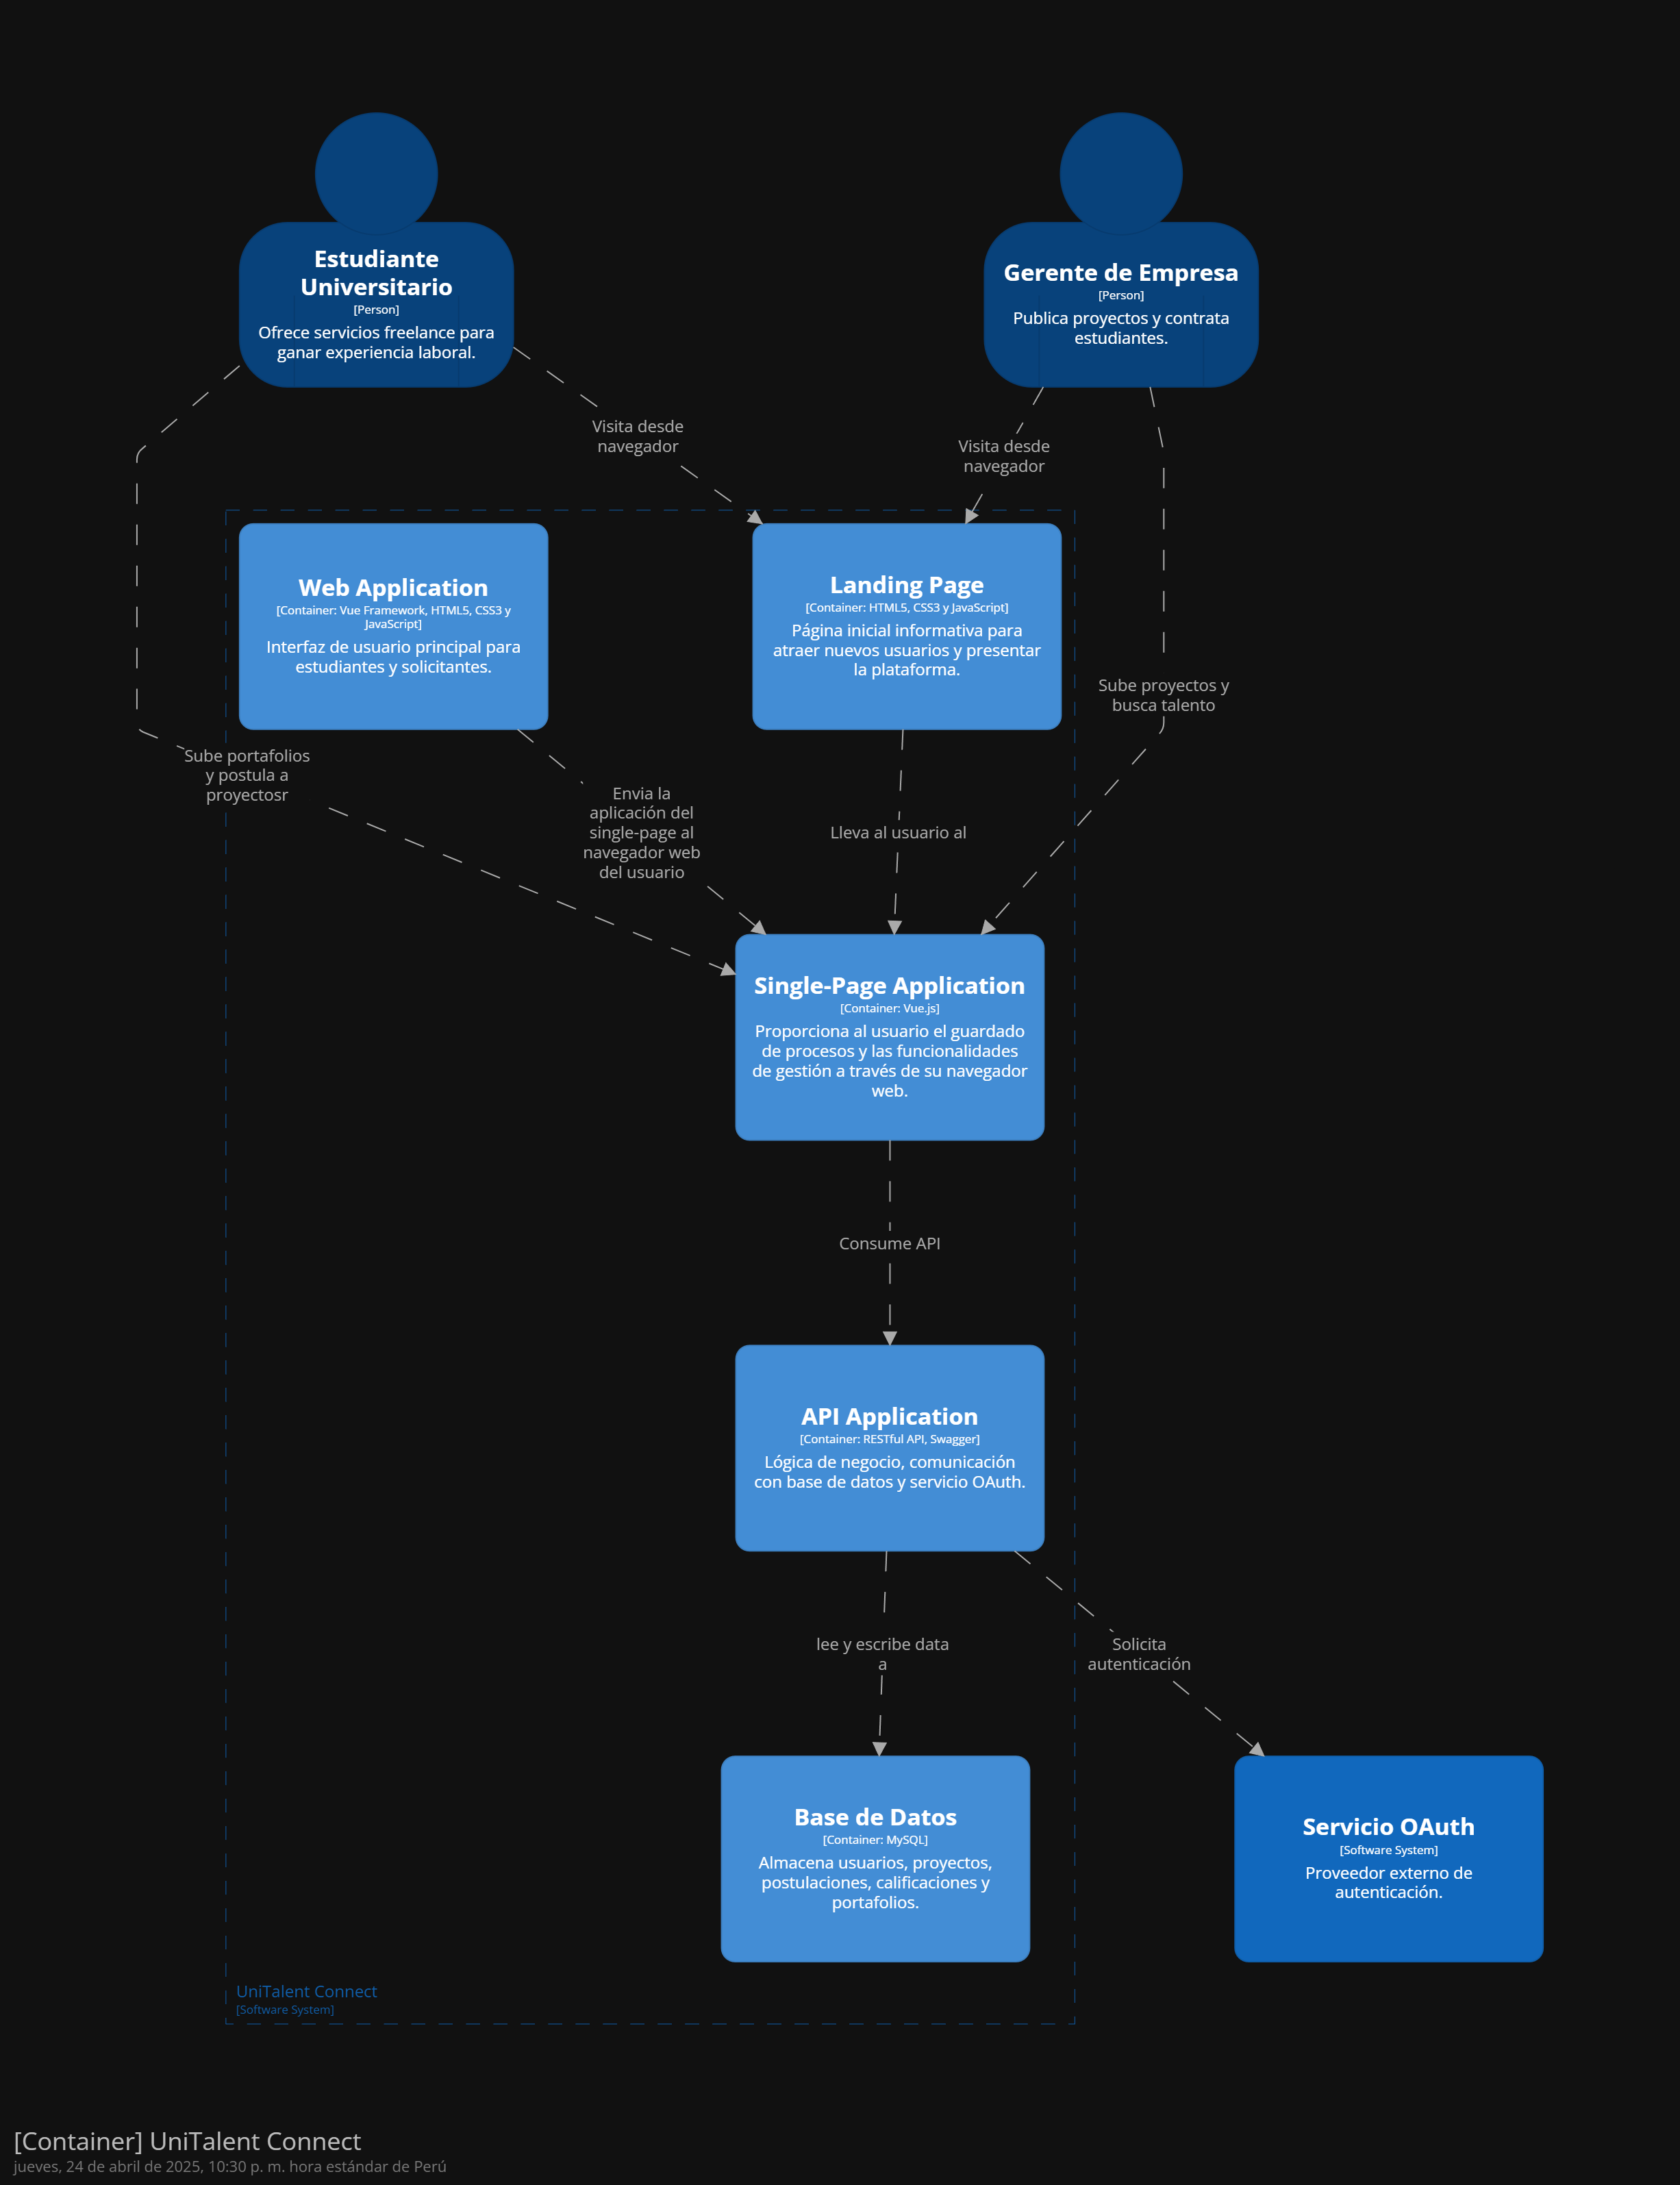 Estudiante
Universitario
[Person]
Ofrece servicios freelance para
ganar experiencia laboral.
Gerente de Empresa
[Person]
Publica proyectos y contrata
estudiantes.
Visita desde
navegador
Visita desde
navegador
Web Application
[Container: Vue Framework, HTML5, CSS3 y
JavaScript]
Interfaz de usuario principal para
estudiantes y solicitantes.
Landing Page
[Container: HTML5, CSS3 y JavaScript]
Página inicial informativa para
atraer nuevos usuarios y presentar
la plataforma.
Sube proyectos y
busca talento
Sube portafolios
y postula a
proyectosr
Envia la
aplicación del
single-page al
navegador web
del usuario
Lleva al usuario al
Single-Page Application
[Container: Vue.js]
Proporciona al usuario el guardado
de procesos y las funcionalidades
de gestión a través de su navegador
web.
Consume API
API Application
[Container: RESTful API, Swagger]
Lógica de negocio, comunicación
con base de datos y servicio OAuth.
lee y escribe data
a
Solicita
autenticación
Base de Datos
[Container: MySQL]
Almacena usuarios, proyectos,
postulaciones, calificaciones y
portafolios.
Servicio OAuth
[Software System]
Proveedor externo de
autenticación.
UniTalent Connect
[Software System]
[Container] UniTalent Connect
jueves, 24 de abril de 2025, 10:30 p. m. hora estándar de Perú